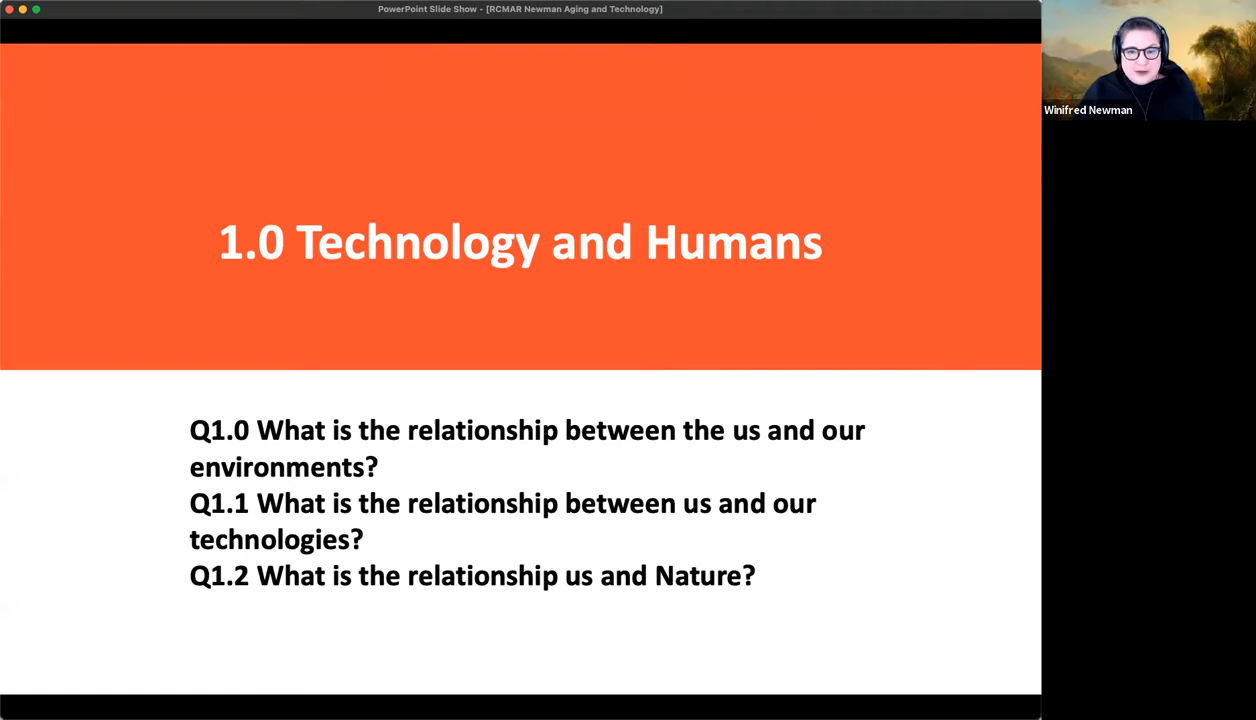 PowerPoint Slide Show - [RCMAR Newman Aging and Technology]
Winifred Newman
1.0 Technology and Humans
Q1.0 What is the relationship between the us and our
environments?
Q1.1 What is the relationship between us and our
technologies?
Q1.2 What is the relationship us and Nature?